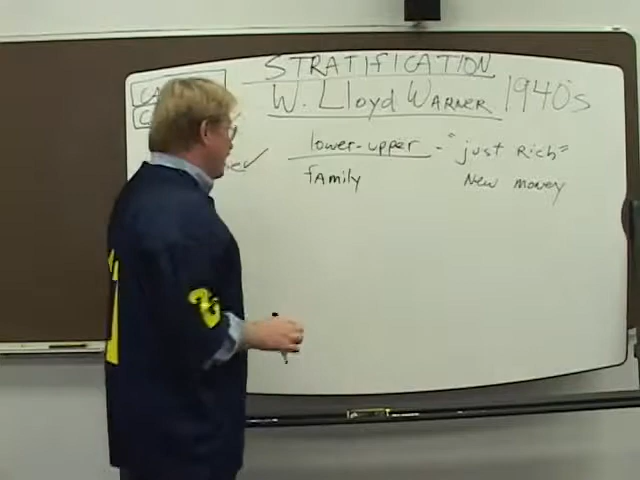 STRATIFICATION
W. Lloyd WARNER 1940s
lower-upper - "just Rich"
fAmily New money